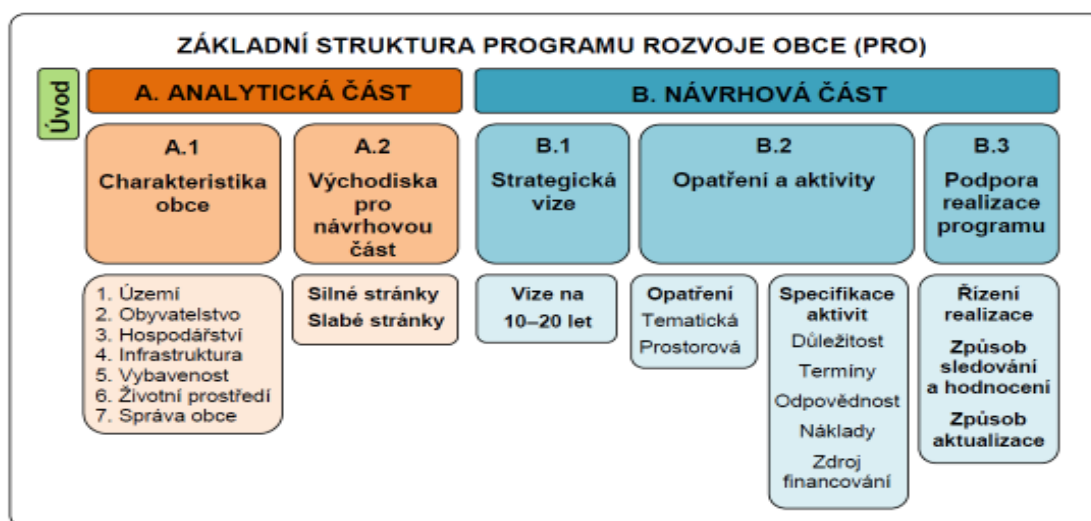 ZÁKLADNÍ STRUKTURA PROGRAMU ROZVOJE OBCE (PRO)
Úvod
A. ANALYTICKÁ ČÁST
B. NÁVRHOVÁ ČÁST
A.1
Charakteristika
obce
A.2
Východiska
pro
návrhovou
část
B.1
Strategická
vize
B.2
Opatření a aktivity
B.3
Podpora
realizace
programu
1. Území
2. Obyvatelstvo
3. Hospodářství
4. Infrastruktura
5. Vybavenost
6. Životní prostředí
7. Správa obce
Silné stránky
Slabé stránky
Vize na
10–20 let
Opatření
Tematická
Prostorová
Specifikace
aktivit
Důležitost
Termíny
Odpovědnost
Náklady
Zdroj
financování
Řízení
realizace
Způsob
sledování
a hodnocení
Způsob
aktualizace